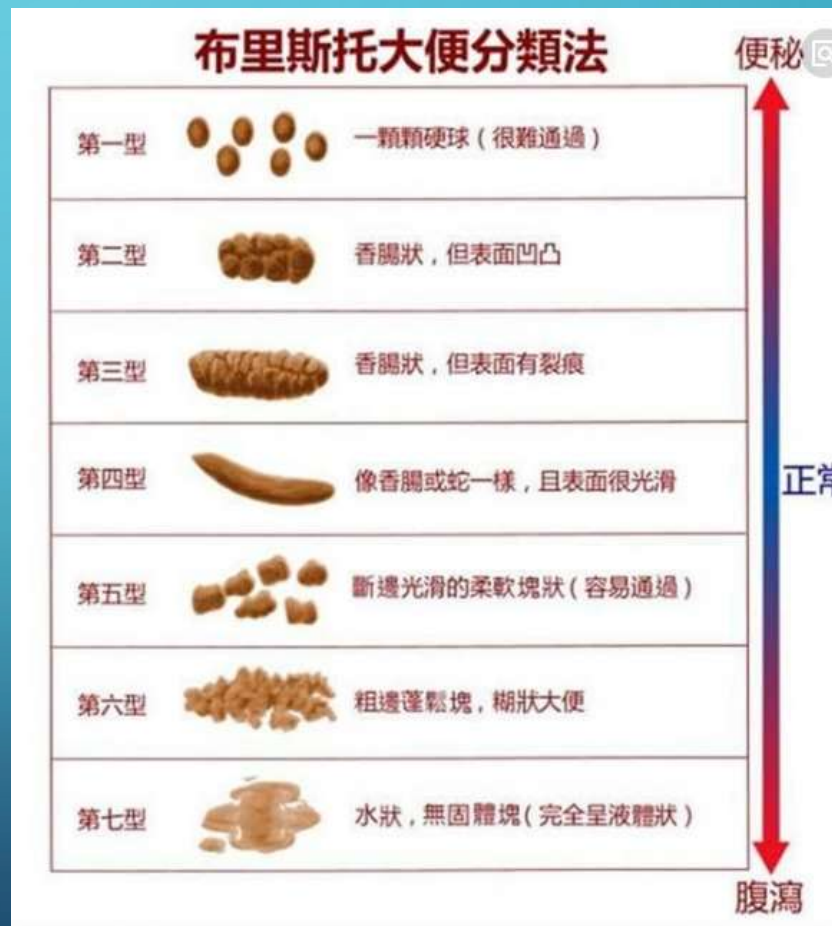 布里斯托大便分類法
便秘
第一型 一顆顆硬球(很難通過)
第二型 香腸狀,但表面凹凸
第三型 香腸狀,但表面有裂痕
第四型 像香腸或蛇一樣,且表面很光滑
正常
第五型 斷邊光滑的柔軟塊狀(容易通過)
第六型 粗邊蓬鬆塊,糊狀大便
第七型 水狀,無固體塊(完全呈液體狀)
腹瀉